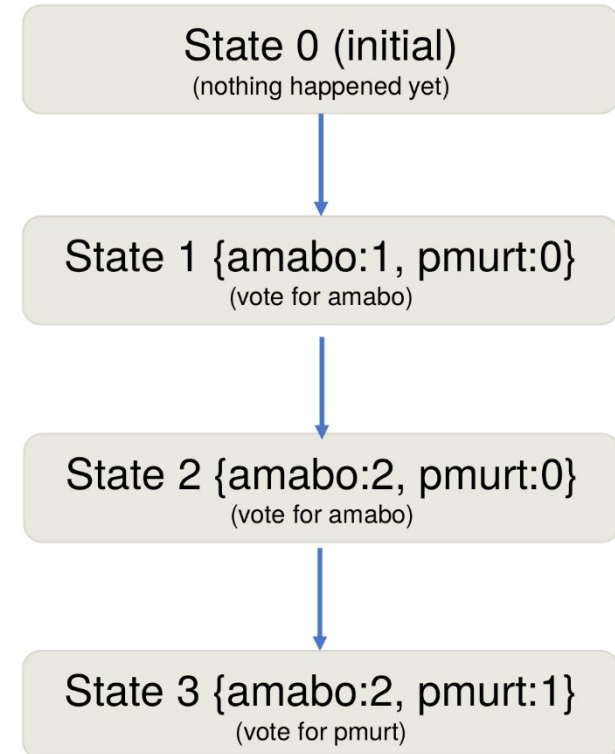 State 0 (initial)
(nothing happened yet)
State 1 {amabo:1, pmurt:0}
(vote for amabo)
State 2 {amabo:2, pmurt:0}
(vote for amabo)
State 3 {amabo:2, pmurt:1}
(vote for pmurt)